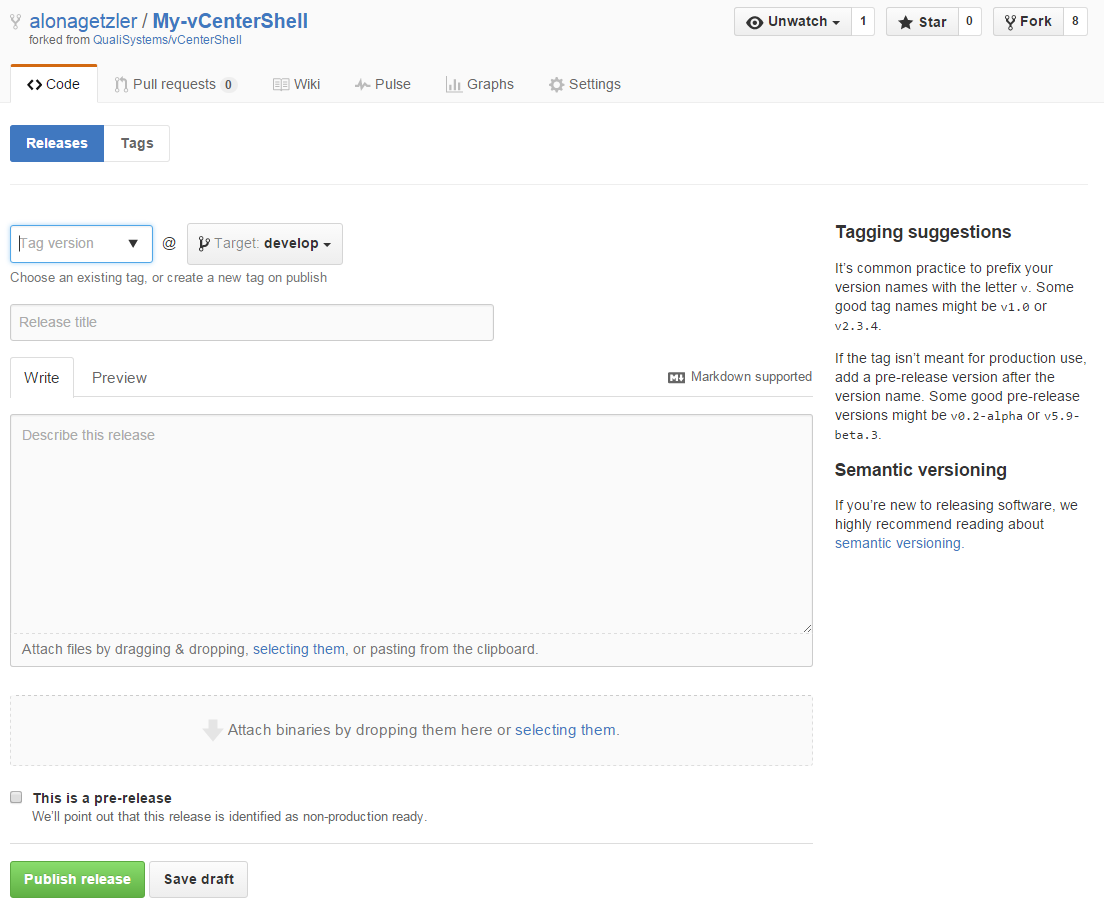 alonagetzler / My-vCenterShell
forked from QualiSystems/vCenterShell
Unwatch 1 Star 0 Fork 8
Code Pull requests 0 Wiki Pulse Graphs Settings
Releases Tags
Tag version @ Target: develop
Choose an existing tag, or create a new tag on publish
Release title
Write Preview Markdown supported
Describe this release
Attach files by dragging & dropping, selecting them, or pasting from the clipboard.
Attach binaries by dropping them here or selecting them.
This is a pre-release
We’ll point out that this release is identified as non-production ready.
Publish release Save draft
Tagging suggestions
It’s common practice to prefix your
version names with the letter v. Some
good tag names might be v1.0 or
v2.3.4.
If the tag isn’t meant for production use,
add a pre-release version after the
version name. Some good pre-release
versions might be v0.2-alpha or v5.9-
beta.3.
Semantic versioning
If you’re new to releasing software, we
highly recommend reading about
semantic versioning.